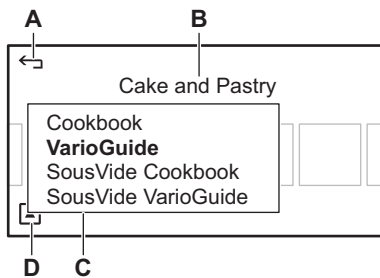 A
B
Cake and Pastry
Cookbook
VarioGuide
SousVide Cookbook
SousVide VarioGuide
D
C